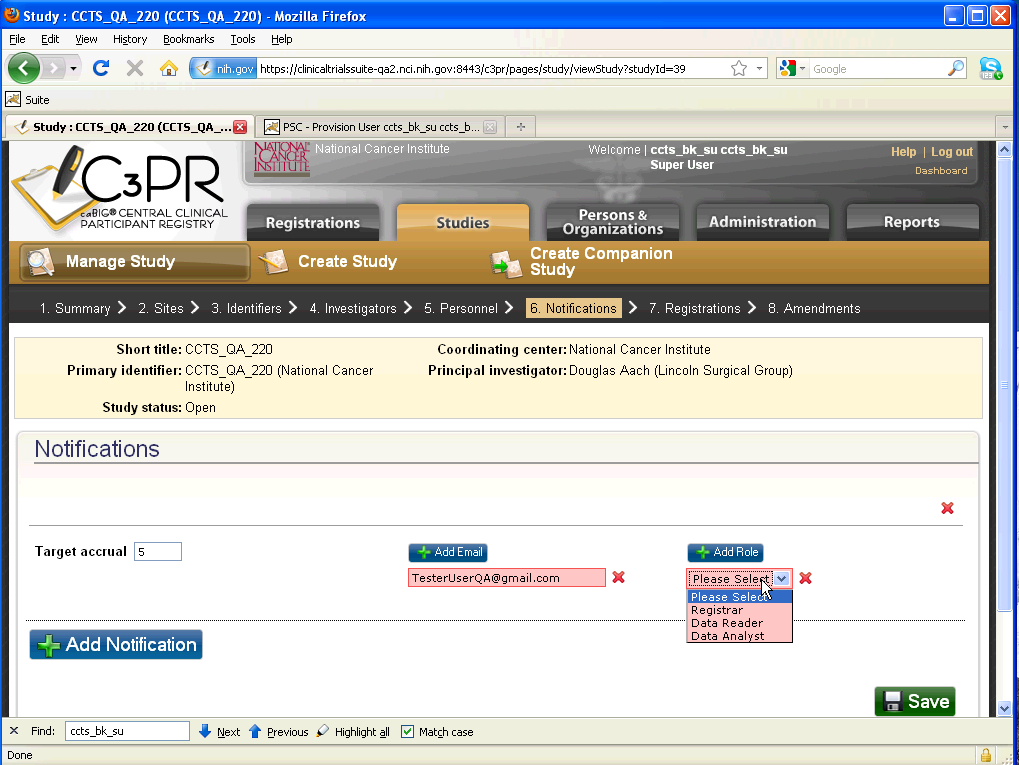 Study : CCTS_QA_220 (CCTS_QA_220) - Mozilla Firefox
File Edit View History Bookmarks Tools Help
nih.gov https://clinicaltrialssuite-qa2.nci.nih.gov:8443/c3pr/pages/study/viewStudy?studyId=39
Google
Suite
Study : CCTS_QA_220 (CCTS_QA_... PSC - Provision User ccts_bk_su ccts_b...
C3PR
caBIG® CENTRAL CLINICAL
PARTICIPANT REGISTRY
NATIONAL
CANCER
INSTITUTE
National Cancer Institute
Welcome | ccts_bk_su ccts_bk_su
Super User
Help | Log out
Dashboard
Registrations Studies Persons & Organizations Administration Reports
Manage Study Create Study Create Companion Study
1. Summary 2. Sites 3. Identifiers 4. Investigators 5. Personnel 6. Notifications 7. Registrations 8. Amendments
Short title: CCTS_QA_220 Coordinating center: National Cancer Institute
Primary identifier: CCTS_QA_220 (National Cancer Principal investigator: Douglas Aach (Lincoln Surgical Group)
Institute)
Study status: Open
Notifications
Target accrual 5 Add Email Add Role
TesterUserQA@gmail.com Please Select
Please Select
Registrar
Data Reader
Data Analyst
Add Notification
Save
Find: ccts_bk_su Next Previous Highlight all Match case
Done